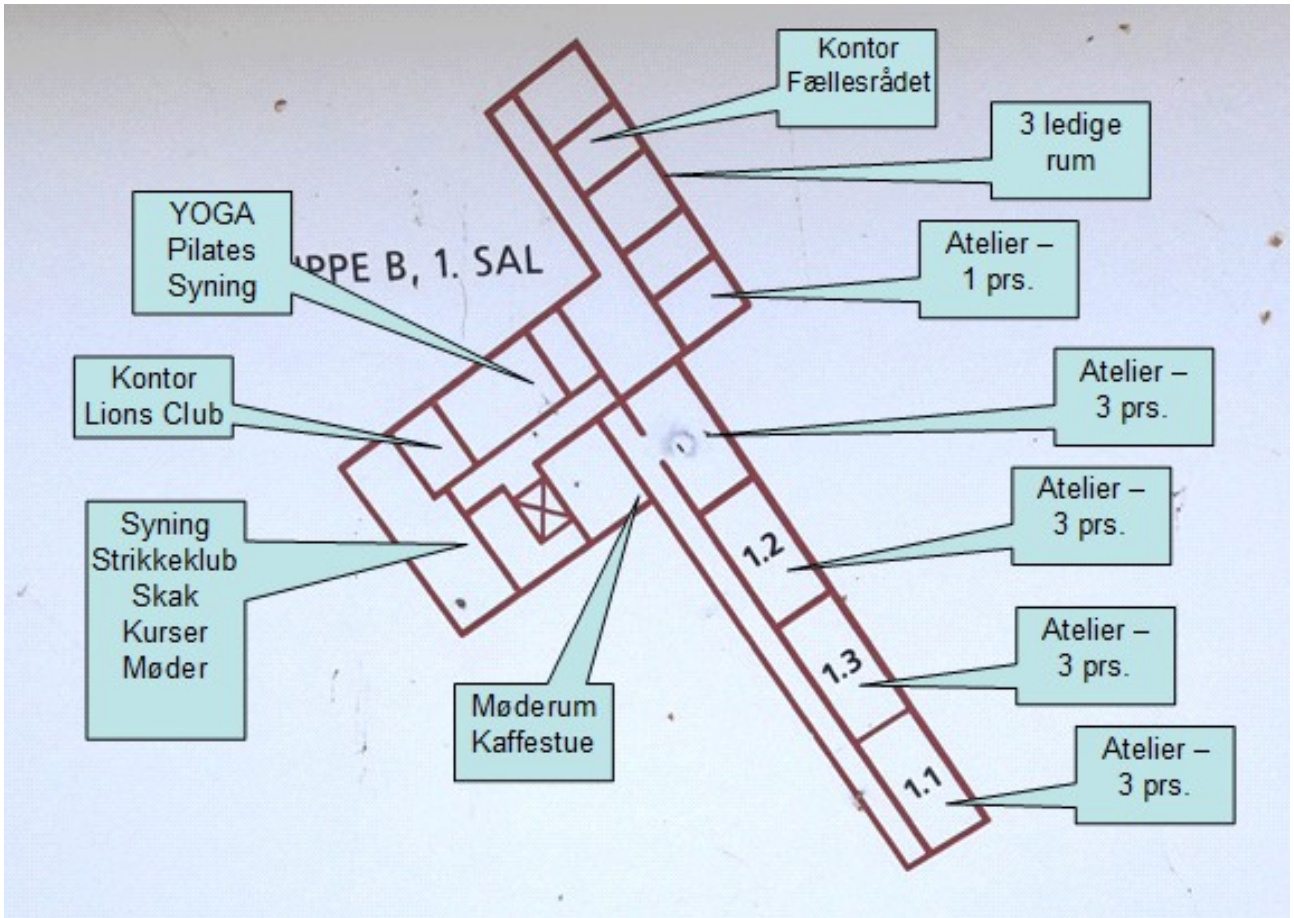 Kontor
Fællesrådet
3 ledige
rum
YOGA
Pilates
Syning
IPPE B, 1. SAL
Atelier –
1 prs.
Kontor
Lions Club
Atelier –
3 prs.
Atelier –
3 prs.
1.2
Syning
Strikkeklub
Skak
Kurser
Møder
Atelier –
3 prs.
1.3
Møderum
Kaffestue
Atelier –
3 prs.
1.1